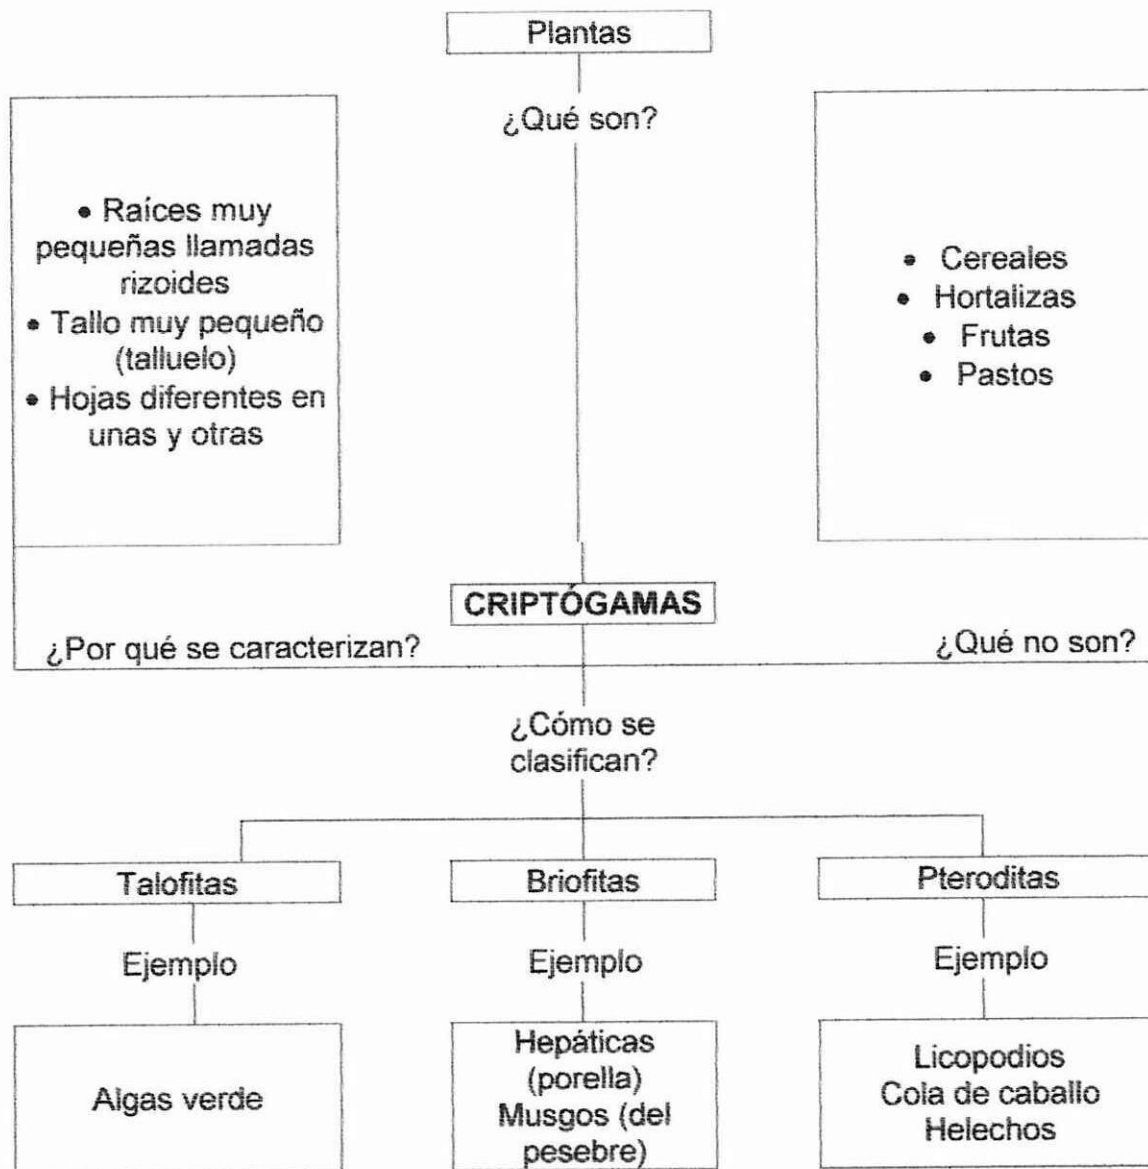 Plantas
¿Qué son?
• Raíces muy
pequeñas llamadas
rizoides
• Tallo muy pequeño
(talluelo)
• Hojas diferentes en
unas y otras
• Cereales
• Hortalizas
• Frutas
• Pastos
CRIPTÓGAMAS
¿Por qué se caracterizan?
¿Qué no son?
¿Cómo se
clasifican?
Talofitas
Briofitas
Pteroditas
Ejemplo
Ejemplo
Ejemplo
Algas verde
Hepáticas
(porella)
Musgos (del
pesebre)
Licopodios
Cola de caballo
Helechos